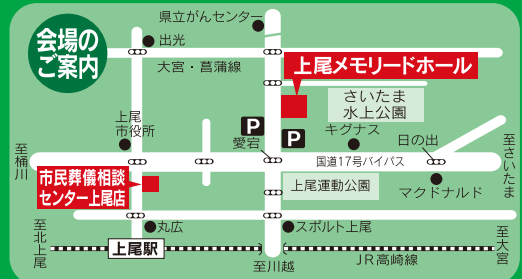 会場の
ご案内
県立がんセンター
出光
大宮・菖蒲線
上尾メモリードホール
さいたま
水上公園
上尾
市役所
P
愛宕
P
キグナス
日の出
至さいたま
至桶川
国道17号バイパス
市民葬儀相談
センター上尾店
上尾運動公園
マクドナルド
丸広
スポルト上尾
至北上尾
上尾駅
至川越
JR高崎線
至大宮